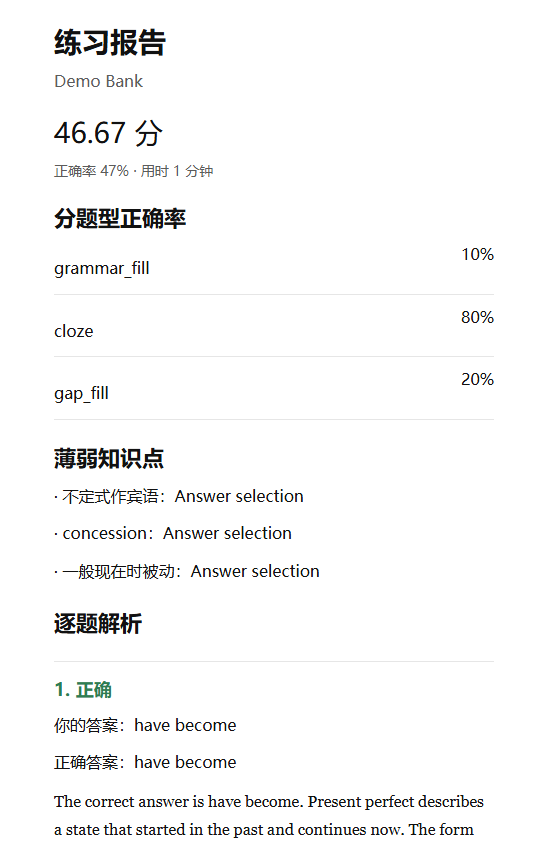 练习报告
Demo Bank
46.67 分
正确率 47% · 用时 1 分钟
分题型正确率
grammar_fill 10%
cloze 80%
gap_fill 20%
薄弱知识点
· 不定式作宾语：Answer selection
· concession：Answer selection
· 一般现在时被动：Answer selection
逐题解析
1. 正确
你的答案：have become
正确答案：have become
The correct answer is have become. Present perfect describes
a state that started in the past and continues now. The form